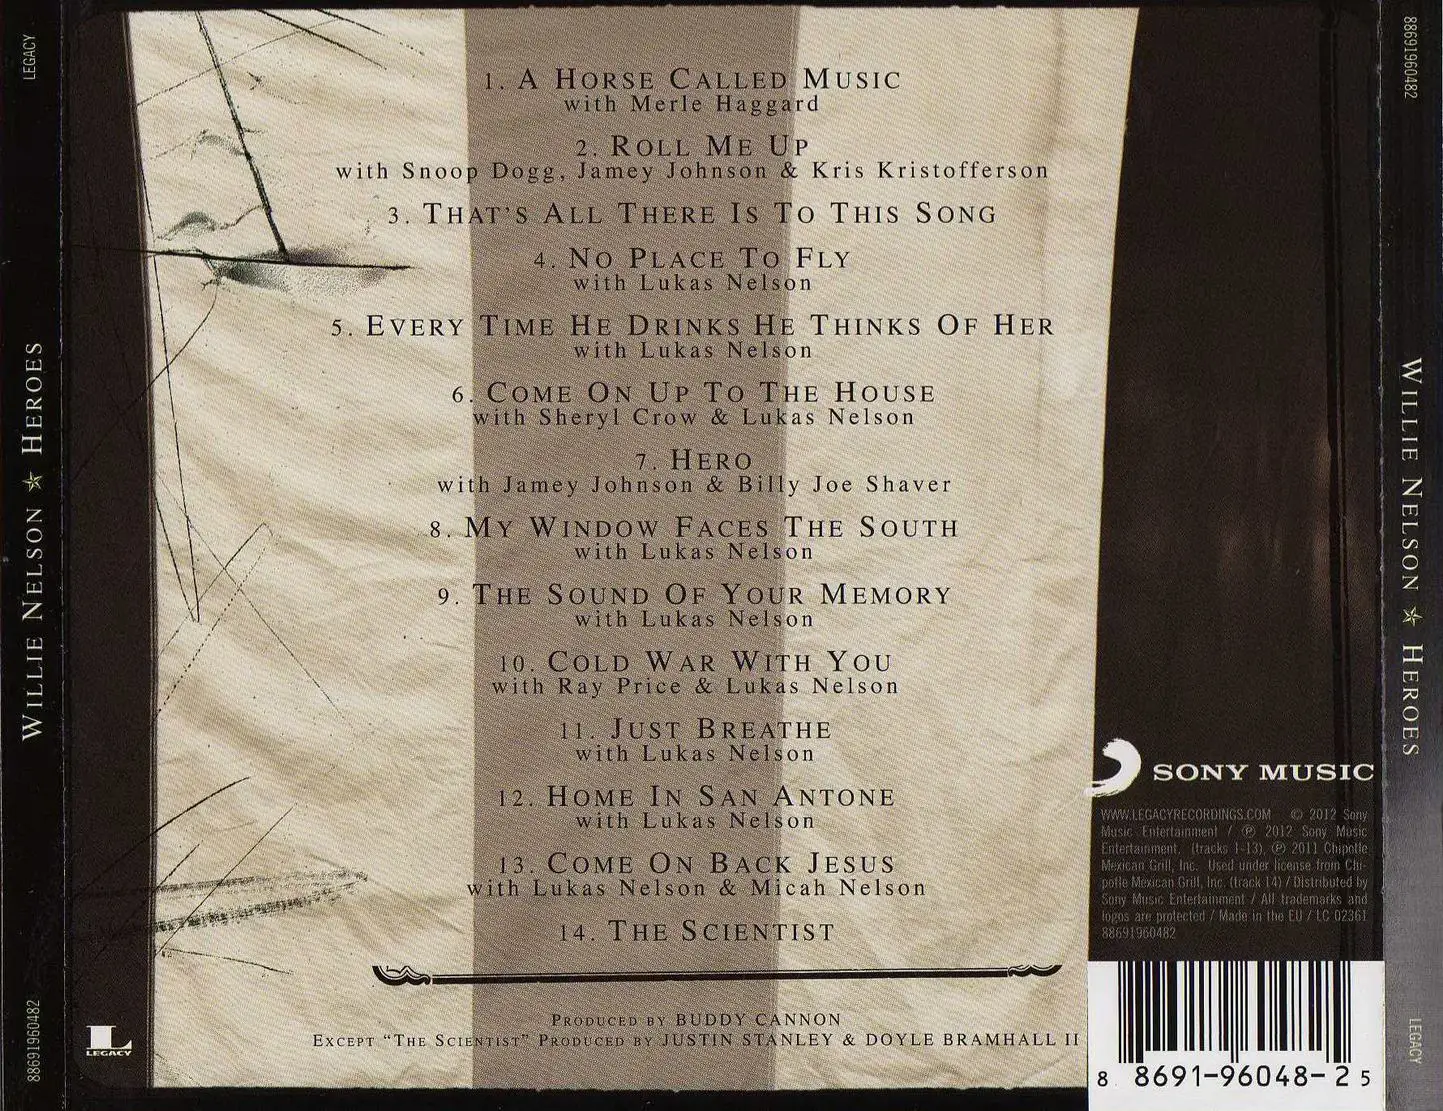 LEGACY
WILLIE NELSON ☆ HEROES
88691960482
1. A HORSE CALLED MUSIC
with Merle Haggard
2. ROLL ME UP
with Snoop Dogg, Jamey Johnson & Kris Kristofferson
3. THAT'S ALL THERE IS TO THIS SONG
4. NO PLACE TO FLY
with Lukas Nelson
5. EVERY TIME HE DRINKS HE THINKS OF HER
with Lukas Nelson
6. COME ON UP TO THE HOUSE
with Sheryl Crow & Lukas Nelson
7. HERO
with Jamey Johnson & Billy Joe Shaver
8. MY WINDOW FACES THE SOUTH
with Lukas Nelson
9. THE SOUND OF YOUR MEMORY
with Lukas Nelson
10. COLD WAR WITH YOU
with Ray Price & Lukas Nelson
11. JUST BREATHE
with Lukas Nelson
12. HOME IN SAN ANTONE
with Lukas Nelson
13. COME ON BACK JESUS
with Lukas Nelson & Micah Nelson
14. THE SCIENTIST
PRODUCED BY BUDDY CANNON
EXCEPT "THE SCIENTIST" PRODUCED BY JUSTIN STANLEY & DOYLE BRAMHALL II
L
LEGACY
SONY MUSIC
WWW.LEGACYRECORDINGS.COM © 2012 Sony
Music Entertainment / ℗ 2012 Sony Music
Entertainment. (tracks 1-13), ℗ 2011 Chipotle
Mexican Grill, Inc. Used under license from Chi-
potle Mexican Grill, Inc. (track 14) / Distributed by
Sony Music Entertainment / All trademarks and
logos are protected / Made in the EU / LC 02361
88691960482
8 8691-96048-2 5
88691960482
WILLIE NELSON ☆ HEROES
LEGACY